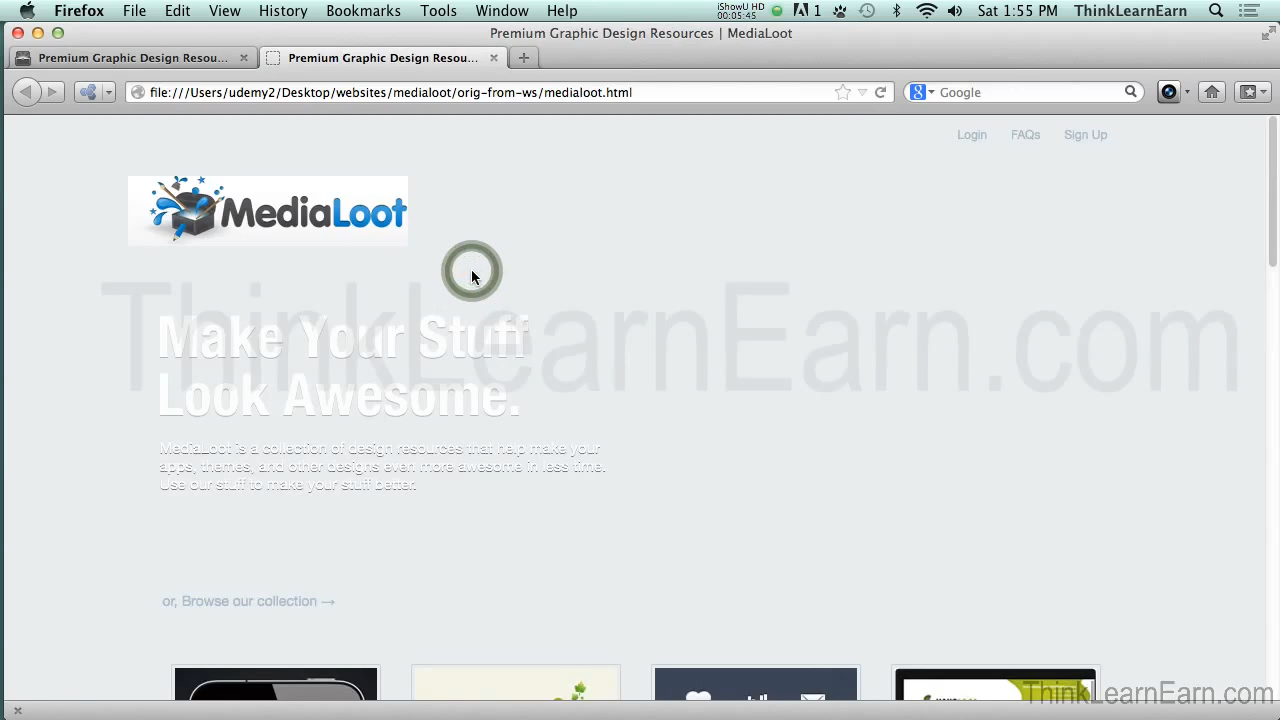 Firefox File Edit View History Bookmarks Tools Window Help iShowU HD 00:05:45 1 Sat 1:55 PM ThinkLearnEarn
Premium Graphic Design Resources | MediaLoot
Premium Graphic Design Resou... Premium Graphic Design Resou...
file:///Users/udemy2/Desktop/websites/medialoot/org-from-ws/medialoot.html Google
Login FAQs Sign Up
MediaLoot
ThinkLearnEarn.com
Make Your Stuff
Look Awesome.
MediaLoot is a collection of design resources that help make your
apps, themes, and other designs even more awesome in less time.
Use our stuff to make your stuff better.
or, Browse our collection →
ThinkLearnEarn.com